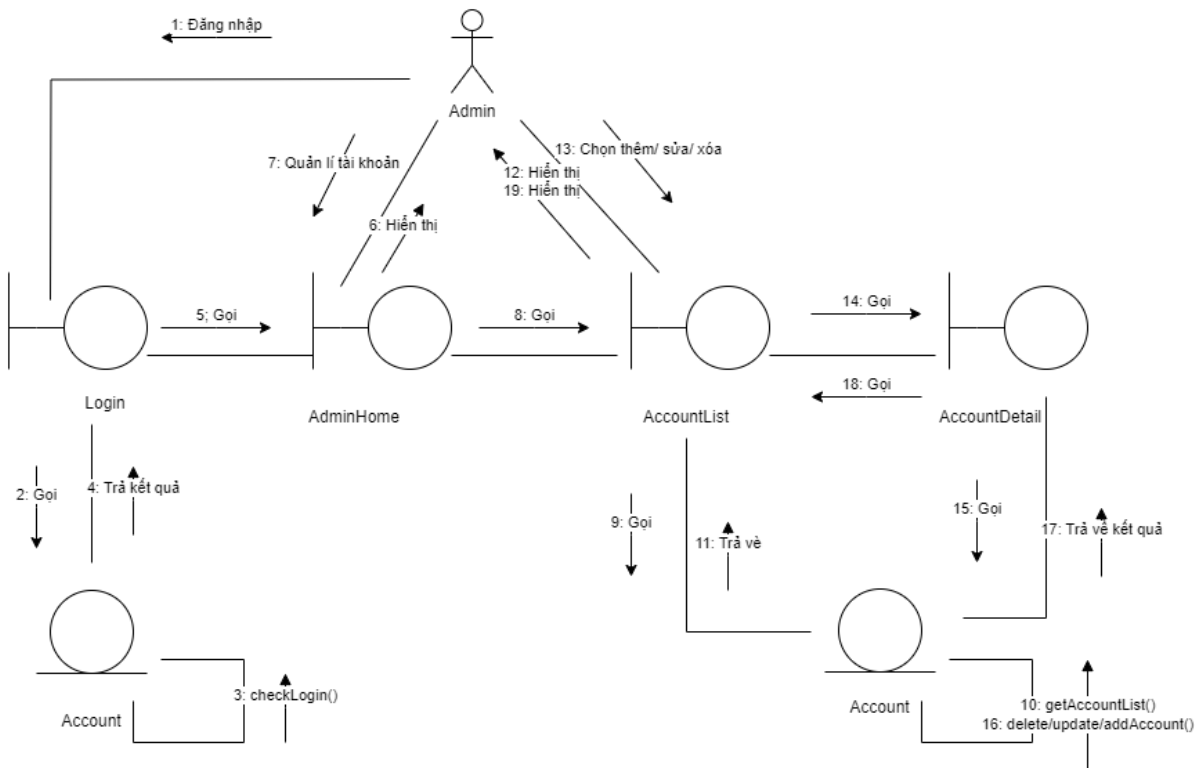 1: Đăng nhập
Admin
7: Quản lí tài khoản
13: Chọn thêm/ sửa/ xóa
12: Hiển thị
19: Hiển thị
6: Hiển thị
5; Gọi
8: Gọi
14: Gọi
18: Gọi
Login
AdminHome
AccountList
AccountDetail
2: Gọi
4: Trả kết quả
9: Gọi
11: Trả vè
15: Gọi
17: Trả về kết quả
3: checkLogin()
Account
Account
10: getAccountList()
16: delete/update/addAccount()